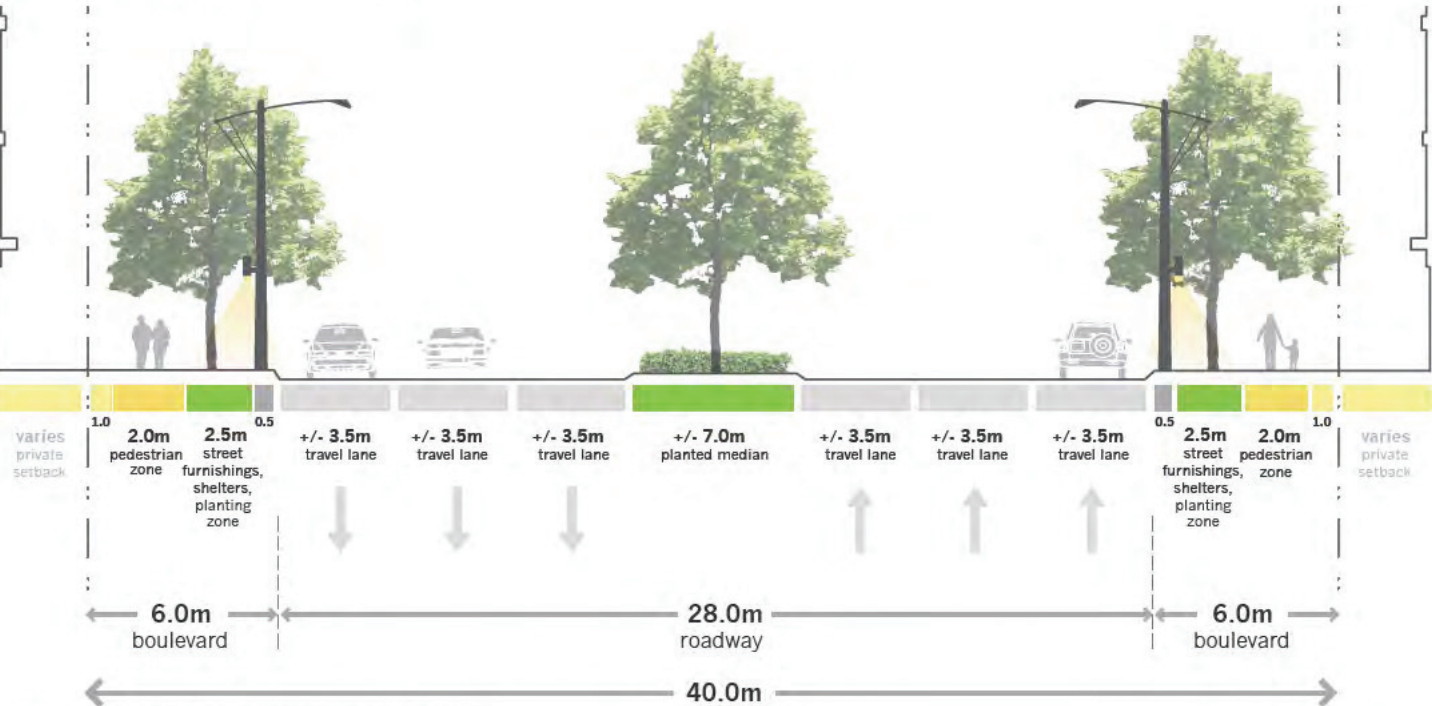 1.0
0.5
0.5
1.0
varies
private
setback
2.0m
pedestrian
zone
2.5m
street
furnishings,
shelters,
planting
zone
+/- 3.5m
travel lane
+/- 3.5m
travel lane
+/- 3.5m
travel lane
+/- 7.0m
planted median
+/- 3.5m
travel lane
+/- 3.5m
travel lane
+/- 3.5m
travel lane
2.5m
street
furnishings,
shelters,
planting
zone
2.0m
pedestrian
zone
varies
private
setback
6.0m
boulevard
28.0m
roadway
6.0m
boulevard
40.0m